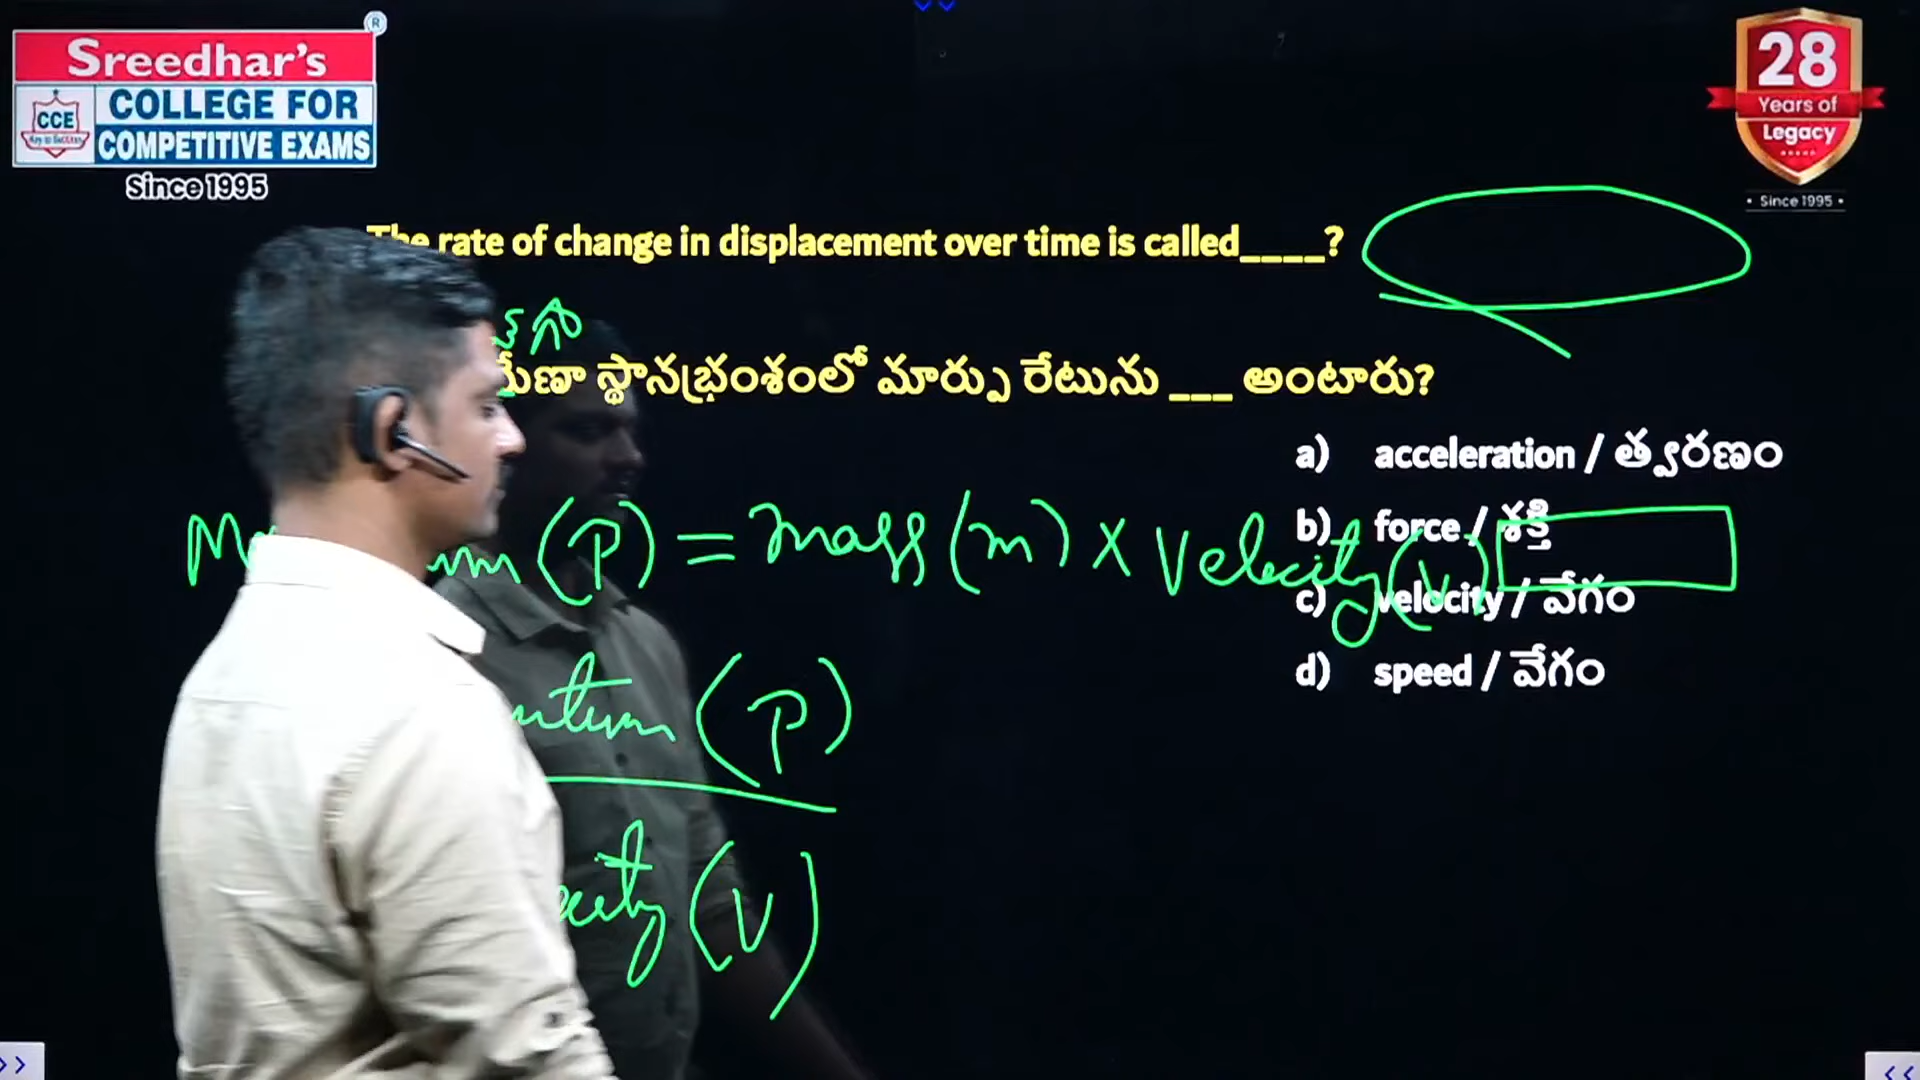 Sreedhar's
®
CCE
COLLEGE FOR
COMPETITIVE EXAMS
Since 1995
28
Years of
Legacy
• Since 1995 •
The rate of change in displacement over time is called____?
స్థానభ్రంశంలో మార్పు రేటును ___ అంటారు?
a) acceleration / త్వరణం
b) force / శక్తి
c) velocity / వేగం
d) speed / వేగం
(P) = mass (m) × Velocity (v)
(P)
(V)